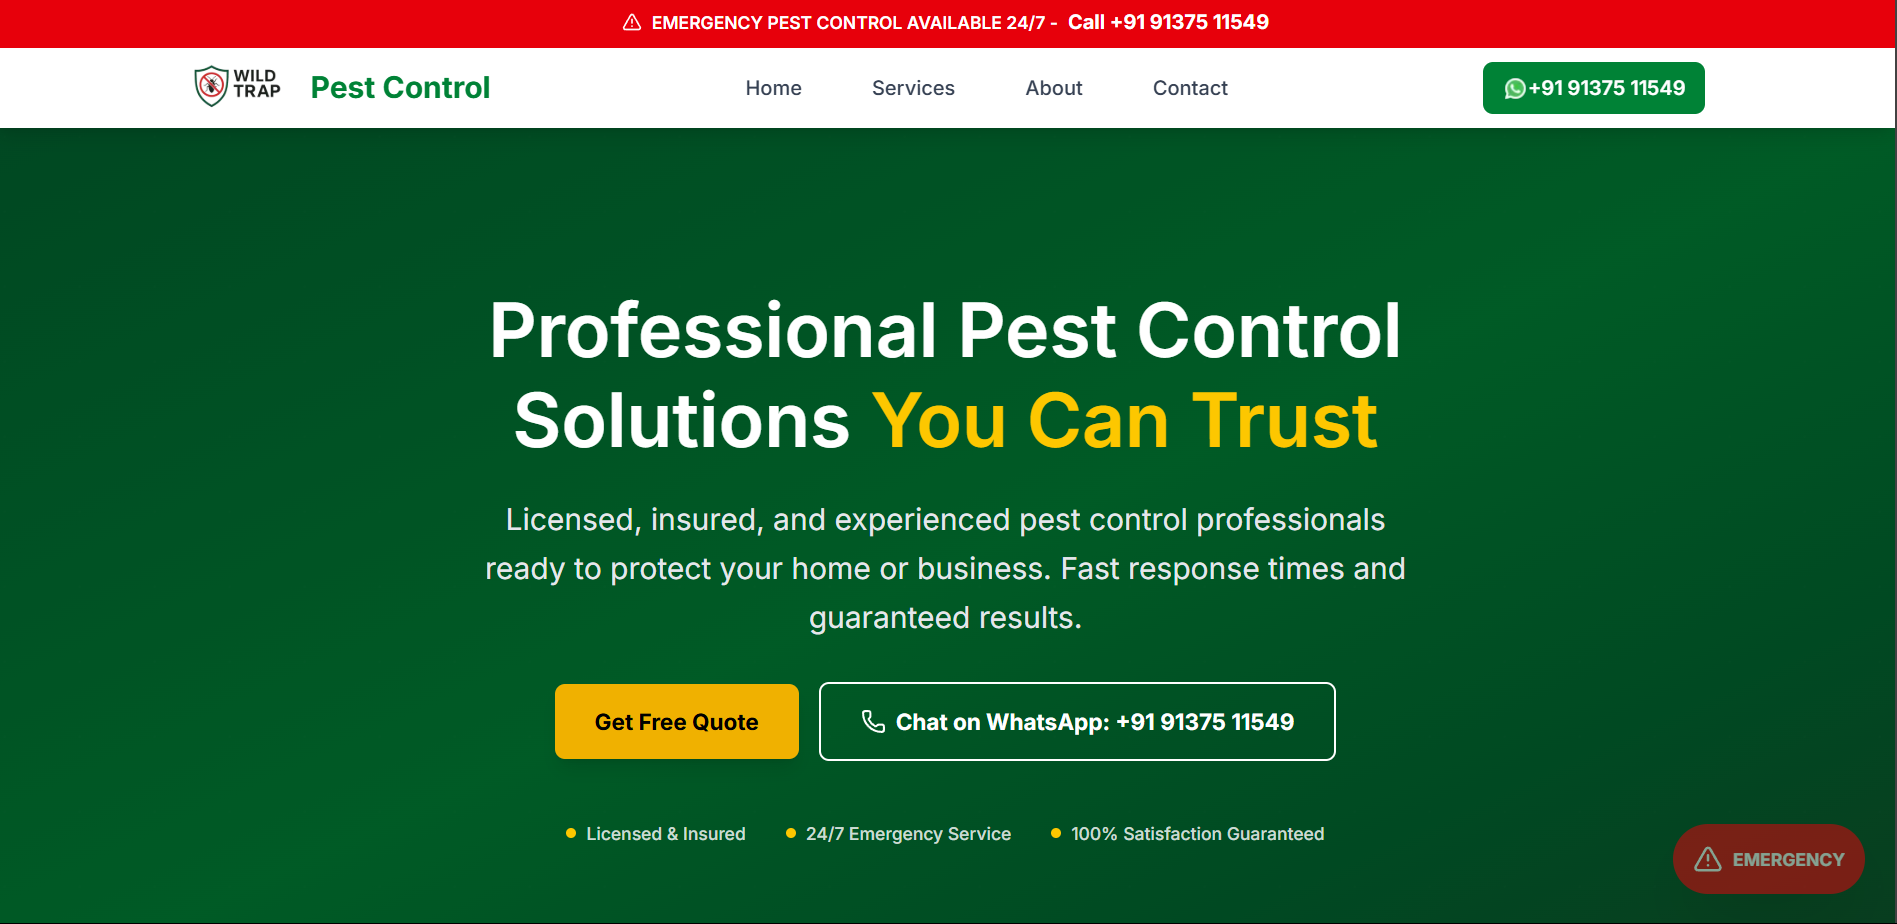 EMERGENCY PEST CONTROL AVAILABLE 24/7 - Call +91 91375 11549
WILD
TRAP
Pest Control
Home
Services
About
Contact
+91 91375 11549
Professional Pest Control
Solutions You Can Trust
Licensed, insured, and experienced pest control professionals
ready to protect your home or business. Fast response times and
guaranteed results.
Get Free Quote
Chat on WhatsApp: +91 91375 11549
Licensed & Insured
24/7 Emergency Service
100% Satisfaction Guaranteed
EMERGENCY